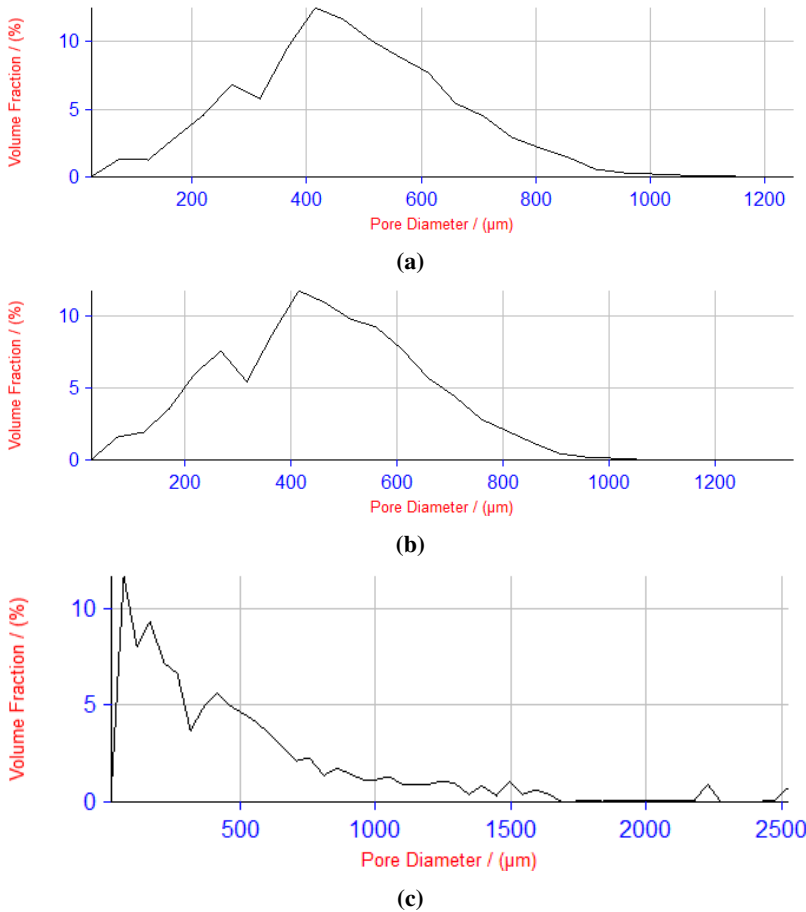 Volume Fraction / (%)
10
5
0
200 400 600 800 1000 1200
Pore Diameter / (µm)
(a)
Volume Fraction / (%)
10
5
0
200 400 600 800 1000 1200
Pore Diameter / (µm)
(b)
Volume Fraction / (%)
10
5
0
500 1000 1500 2000 2500
Pore Diameter / (µm)
(c)